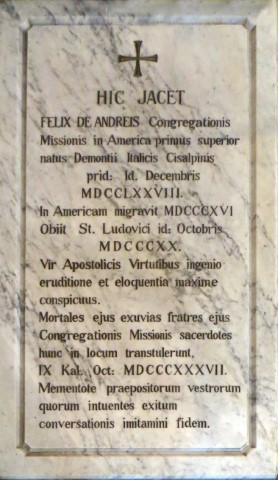 HIC JACET
FELIX DE ANDREIS Congregationis
Missionis in America primus superior
natus Demontii Italicis Cisalpinis
prid: Id. Decembris
MDCCLXXVIII.
In Americam migravit MDCCCXVI
Obiit St. Ludovici id: Octobris
MDCCCXX.
Vir Apostolicis Virtutibus ingenio
eruditione et eloquentia maxime
conspicuus.
Mortales ejus exuvias fratres ejus
Congregationis Missionis sacerdotes
hunc in locum transtulerunt,
IX Kal. Oct: MDCCCXXXVII.
Mementote praepositorum vestrorum
quorum intuentes exitum
conversationis imitamini fidem.